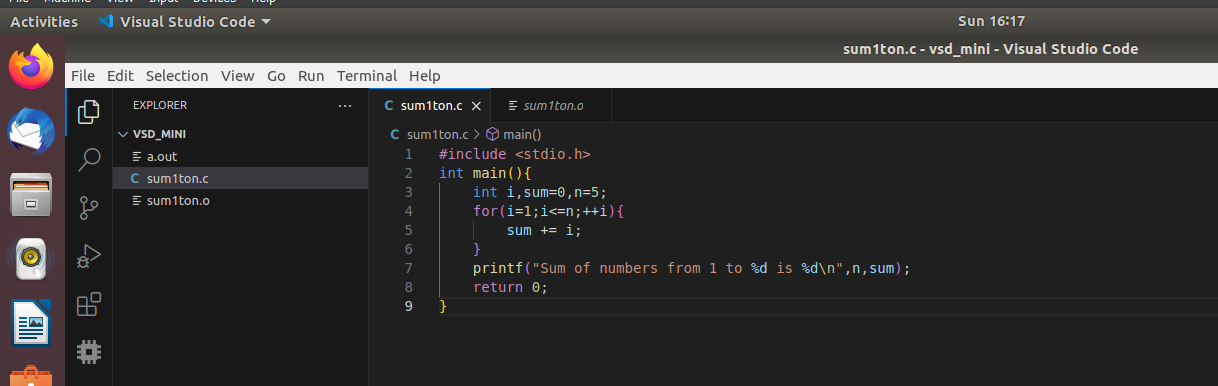 File Machine View Input Devices Help
Activities Visual Studio Code Sun 16:17
sum1ton.c - vsd_mini - Visual Studio Code
File Edit Selection View Go Run Terminal Help
EXPLORER ...
VSD_MINI
a.out
C sum1ton.c
sum1ton.o
C sum1ton.c × sum1ton.o
C sum1ton.c > main()
1 #include <stdio.h>
2 int main(){
3 int i,sum=0,n=5;
4 for(i=1;i<=n;++i){
5 sum += i;
6 }
7 printf("Sum of numbers from 1 to %d is %d\n",n,sum);
8 return 0;
9 }